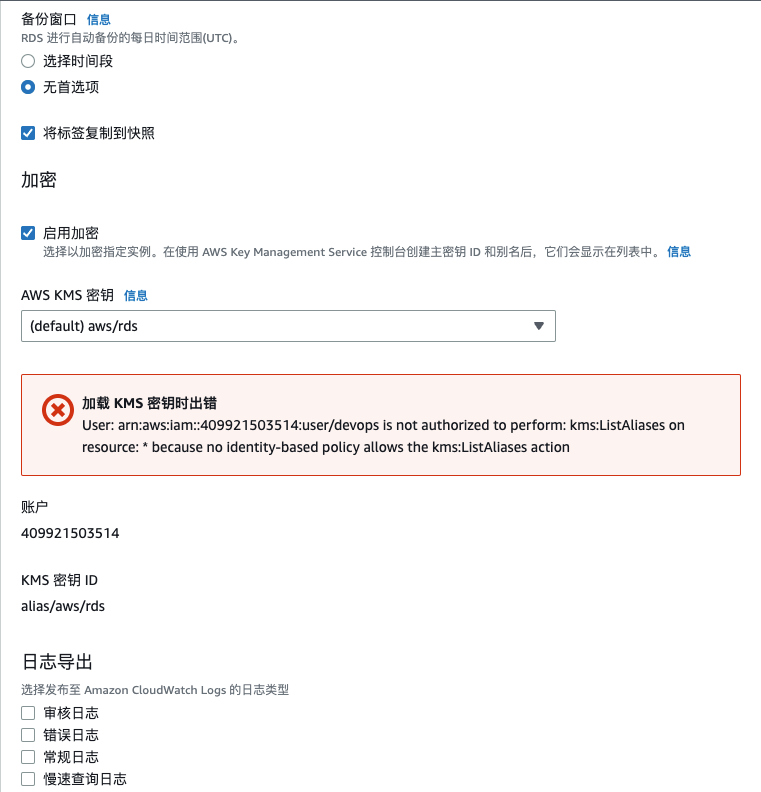 备份窗口 信息
RDS 进行自动备份的每日时间范围(UTC)。
选择时间段
无首选项
将标签复制到快照
加密
启用加密
选择以加密指定实例。在使用 AWS Key Management Service 控制台创建主密钥 ID 和别名后，它们会显示在列表中。 信息
AWS KMS 密钥 信息
(default) aws/rds
加载 KMS 密钥时出错
User: arn:aws:iam::409921503514:user/devops is not authorized to perform: kms:ListAliases on
resource: * because no identity-based policy allows the kms:ListAliases action
账户
409921503514
KMS 密钥 ID
alias/aws/rds
日志导出
选择发布至 Amazon CloudWatch Logs 的日志类型
审核日志
错误日志
常规日志
慢速查询日志